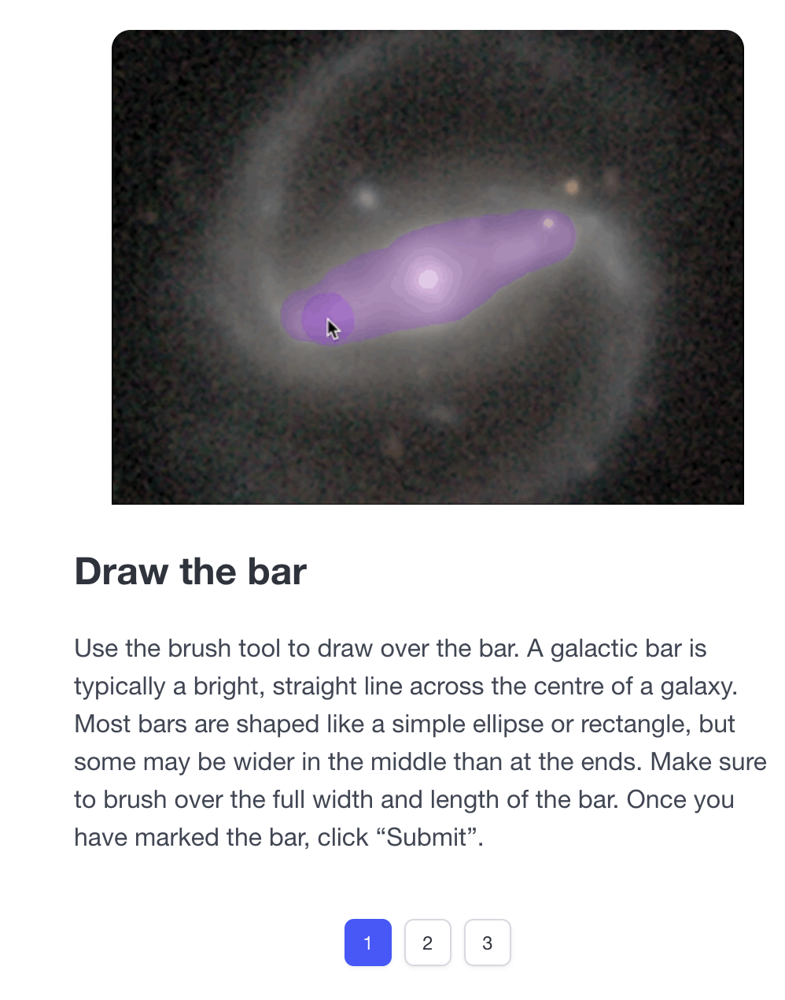 Draw the bar
Use the brush tool to draw over the bar. A galactic bar is
typically a bright, straight line across the centre of a galaxy.
Most bars are shaped like a simple ellipse or rectangle, but
some may be wider in the middle than at the ends. Make sure
to brush over the full width and length of the bar. Once you
have marked the bar, click “Submit”.
1 2 3